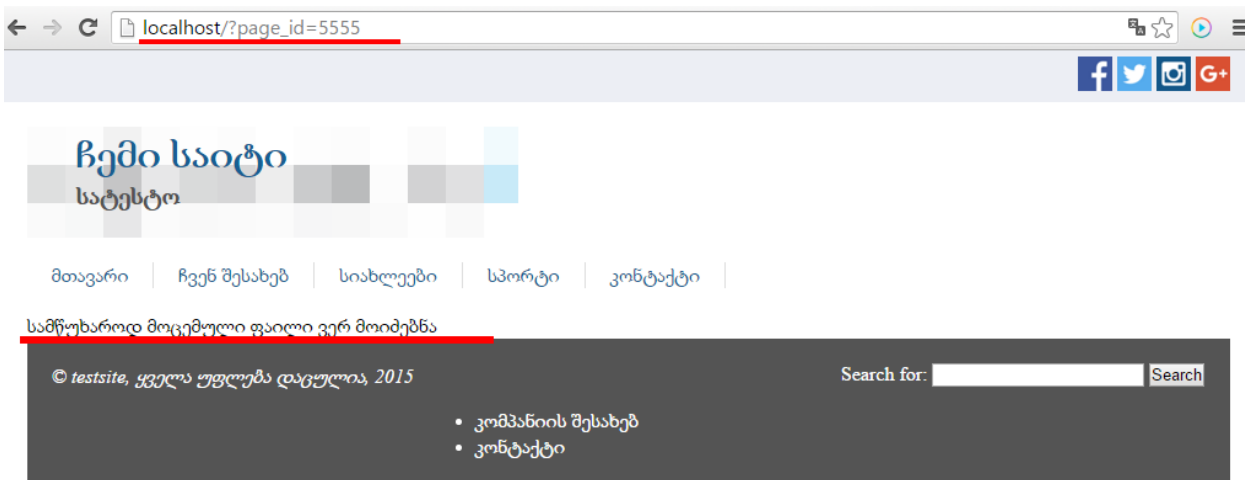 localhost/?page_id=5555
f G+
ჩემი საიტი
სატესტო
მთავარი ჩვენ შესახებ სიახლეები სპორტი კონტაქტი
სამწუხაროდ მოცემული ფაილი ვერ მოიძებნა
© testsite, ყველა უფლება დაცულია, 2015 Search for: Search
• კომპანიის შესახებ
• კონტაქტი